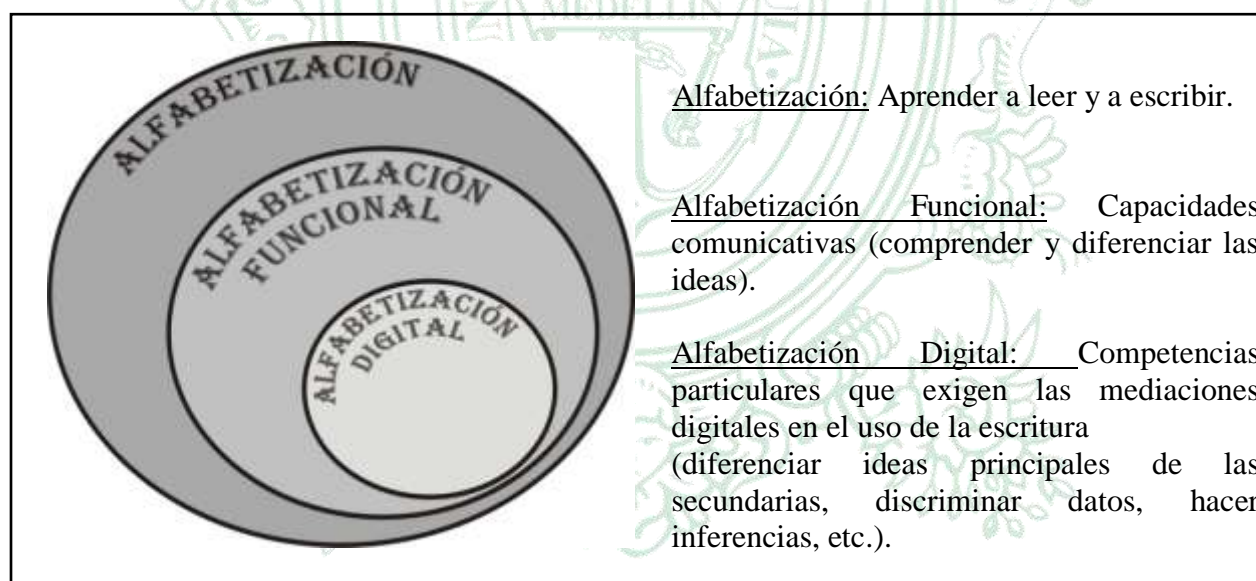 MEDELLÍN
ALFABETIZACIÓN
ALFABETIZACIÓN
FUNCIONAL
ALFABETIZACIÓN
DIGITAL
Alfabetización: Aprender a leer y a escribir.
Alfabetización Funcional: Capacidades
comunicativas (comprender y diferenciar las
ideas).
Alfabetización Digital: Competencias
particulares que exigen las mediaciones
digitales en el uso de la escritura
(diferenciar ideas principales de las
secundarias, discriminar datos, hacer
inferencias, etc.).